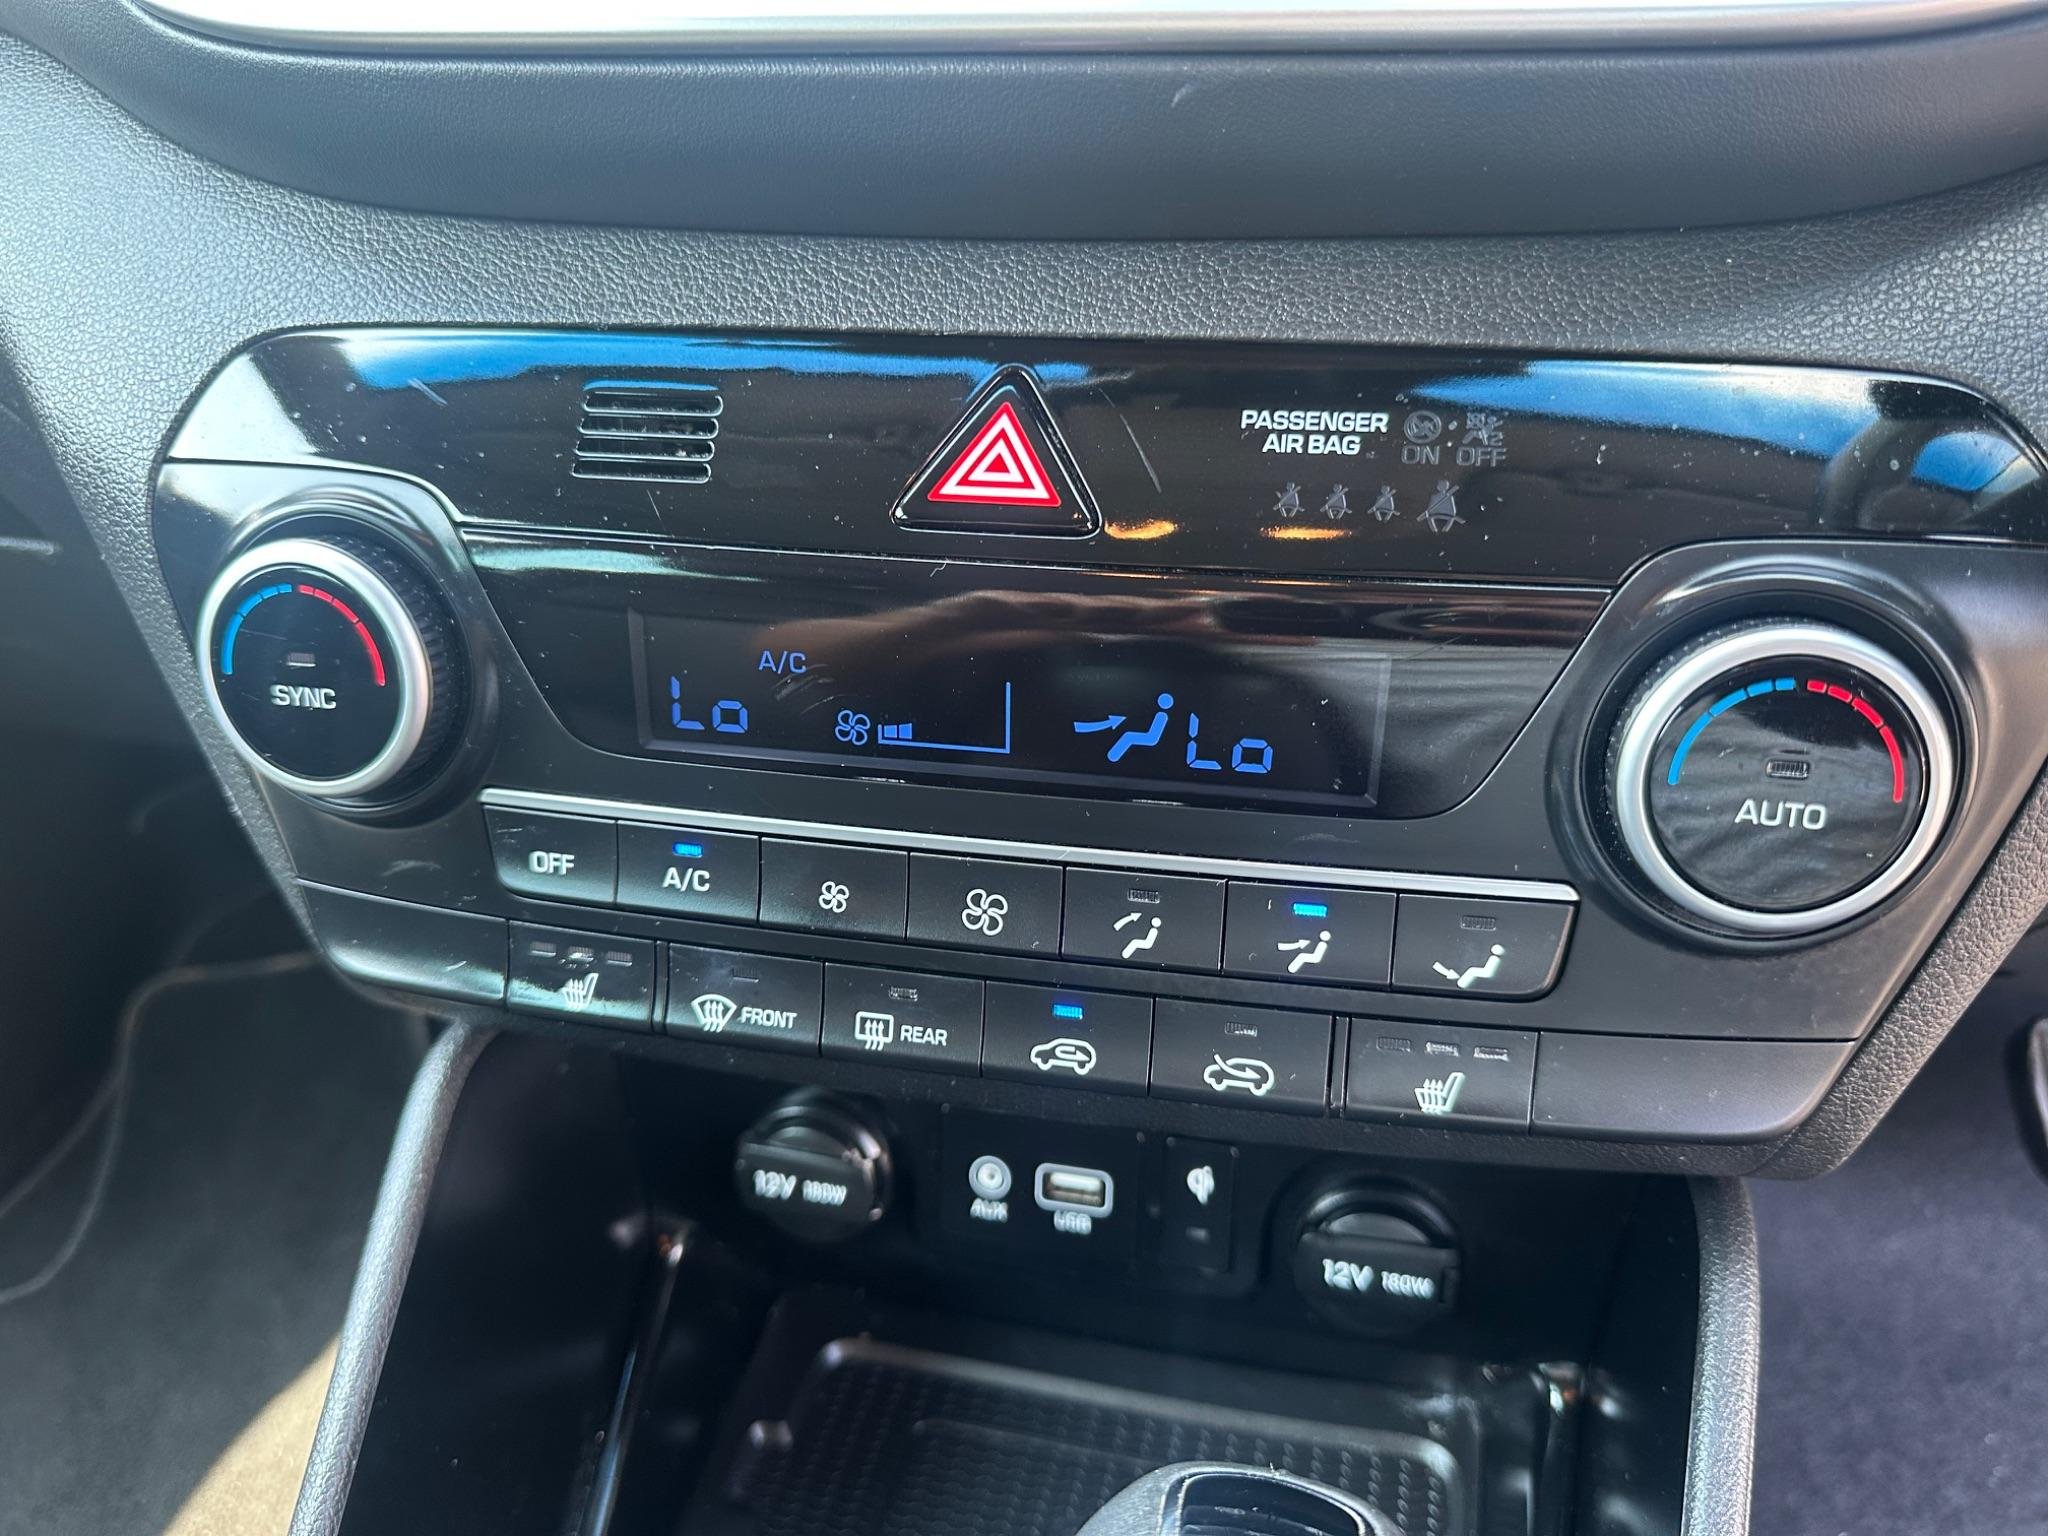 PASSENGER
AIR BAG
ON OFF
SYNC
A/C
Lo
Lo
AUTO
OFF
A/C
FRONT
REAR
12V 180W
AUX
USB
12V 180W